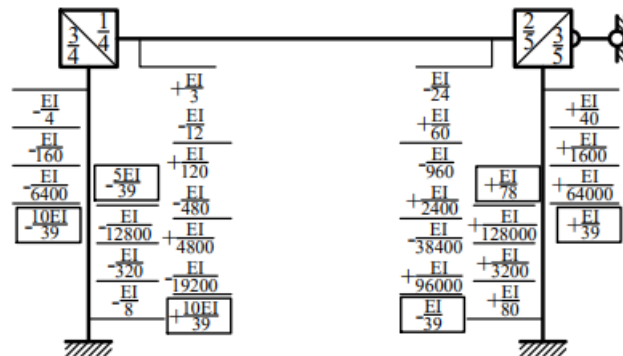 3/4 1/4
2/5 3/5
-EI/4
-EI/160
-EI/6400
-10EI/39
-5EI/39
-EI/12800
-EI/320
-EI/8
+EI/3
-EI/12
+EI/120
-EI/480
+EI/4800
-EI/19200
+10EI/39
-EI/24
+EI/60
-EI/960
+EI/2400
-EI/38400
+EI/96000
-EI/39
+EI/78
+EI/128000
+EI/3200
+EI/80
+EI/40
+EI/1600
+EI/64000
+EI/39